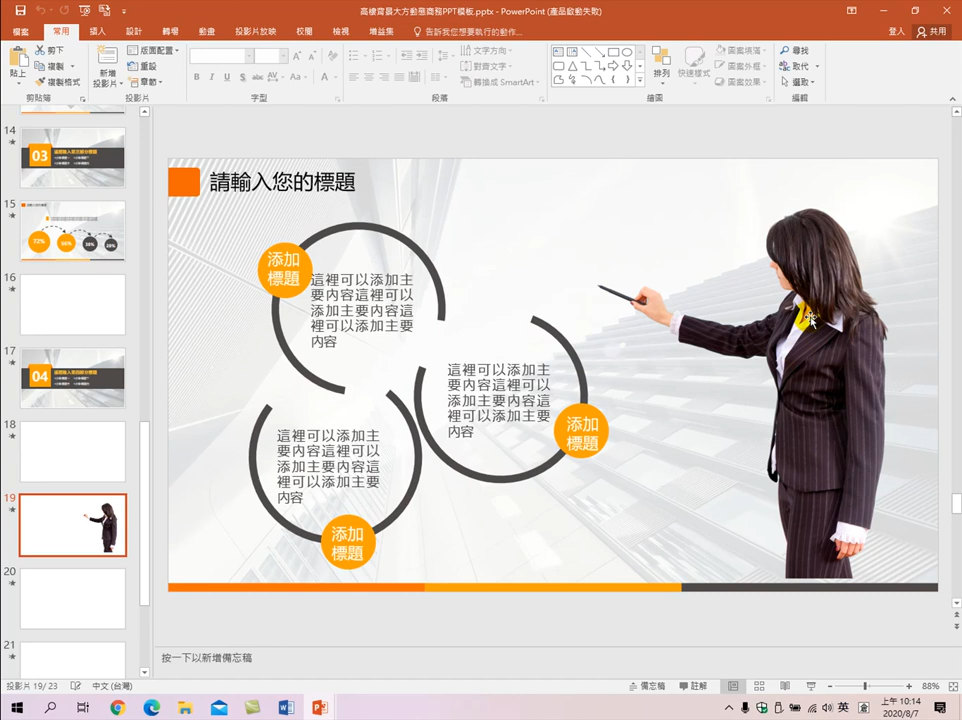 高樓背景大方動態商務PPT模板.pptx - PowerPoint (產品啟動失敗)
檔案 常用 插入 設計 轉場 動畫 投影片放映 校閱 檢視 增益集 告訴我您想要執行的動作...
登入 共用
貼上
剪下
複製
複製格式
剪貼簿
新增
投影片
版面配置
重設
章節
投影片
B I U S abc AV Aa A
字型
文字方向
對齊文字
轉換成 SmartArt
段落
排列
快速樣式
圖案填滿
圖案外框
圖案效果
繪圖
尋找
取代
選取
編輯
14
03
15
72%
16
17
04
18
19
20
21
請輸入您的標題
添加
標題
這裡可以添加主
要內容這裡可以
添加主要內容這
裡可以添加主要
內容
這裡可以添加主
要內容這裡可以
添加主要內容這
裡可以添加主要
內容
添加
標題
這裡可以添加主
要內容這裡可以
添加主要內容這
裡可以添加主要
內容
添加
標題
按一下以新增備忘稿
投影片 19/ 23 中文 (台灣)
備忘稿 註解 88%
英
上午 10:14
2020/8/7